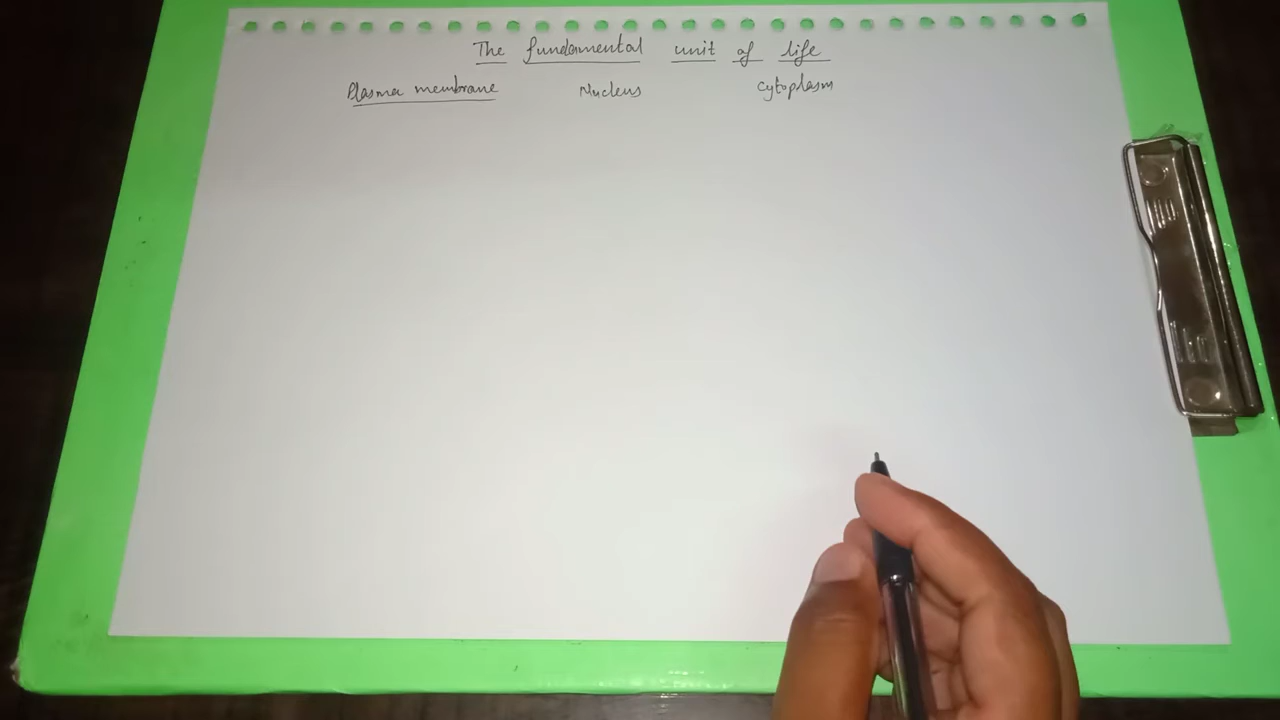 The fundamental unit of life
Plasma membrane Nucleus Cytoplasm